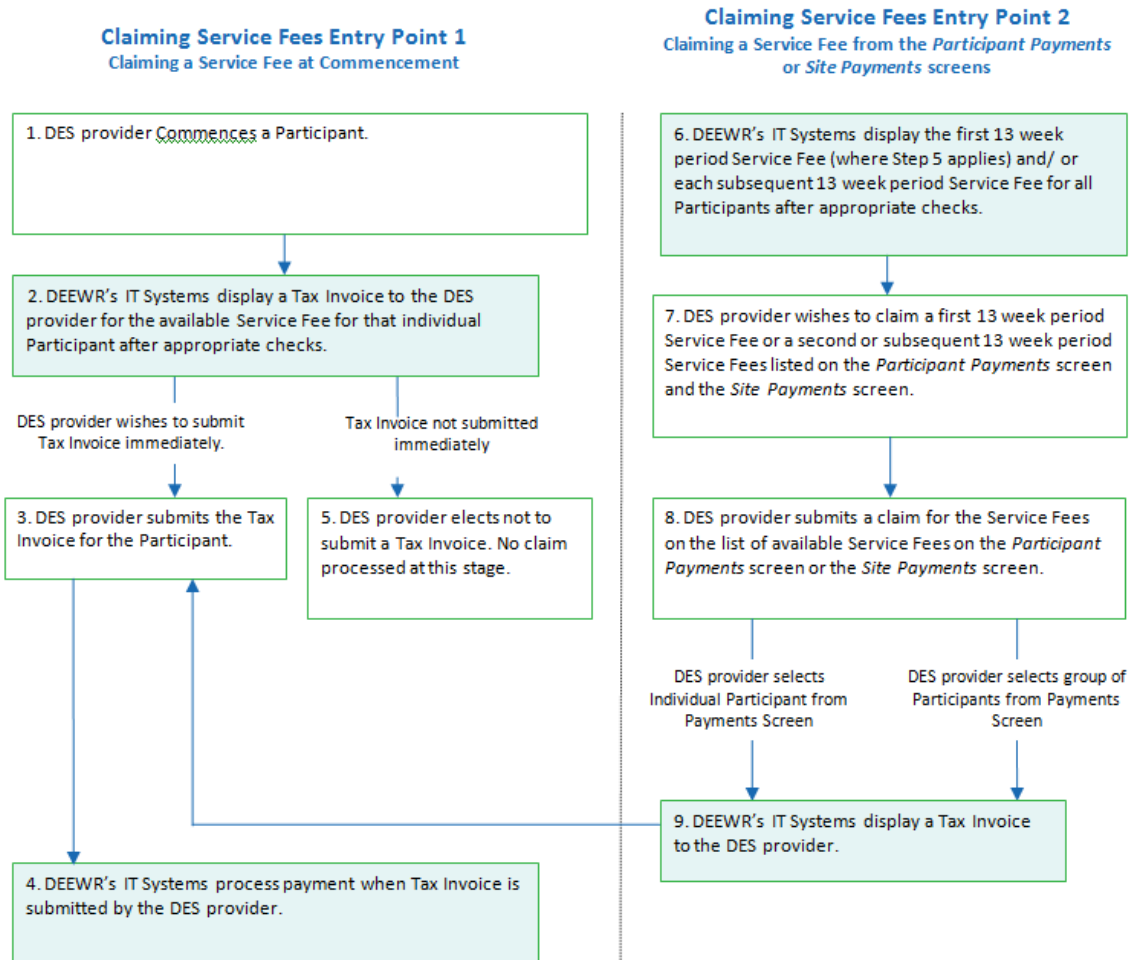 Claiming Service Fees Entry Point 1
Claiming a Service Fee at Commencement
1. DES provider Commences a Participant.
2. DEEWR's IT Systems display a Tax Invoice to the DES
provider for the available Service Fee for that individual
Participant after appropriate checks.
DES provider wishes to submit
Tax Invoice immediately.
Tax Invoice not submitted
immediately
3. DES provider submits the Tax
Invoice for the Participant.
5. DES provider elects not to
submit a Tax Invoice. No claim
processed at this stage.
4. DEEWR's IT Systems process payment when Tax Invoice is
submitted by the DES provider.
Claiming Service Fees Entry Point 2
Claiming a Service Fee from the Participant Payments
or Site Payments screens
6. DEEWR's IT Systems display the first 13 week
period Service Fee (where Step 5 applies) and/ or
each subsequent 13 week period Service Fee for all
Participants after appropriate checks.
7. DES provider wishes to claim a first 13 week period
Service Fee or a second or subsequent 13 week period
Service Fees listed on the Participant Payments screen
and the Site Payments screen.
8. DES provider submits a claim for the Service Fees
on the list of available Service Fees on the Participant
Payments screen or the Site Payments screen.
DES provider selects
Individual Participant from
Payments Screen
DES provider selects group of
Participants from Payments
Screen
9. DEEWR's IT Systems display a Tax Invoice
to the DES provider.